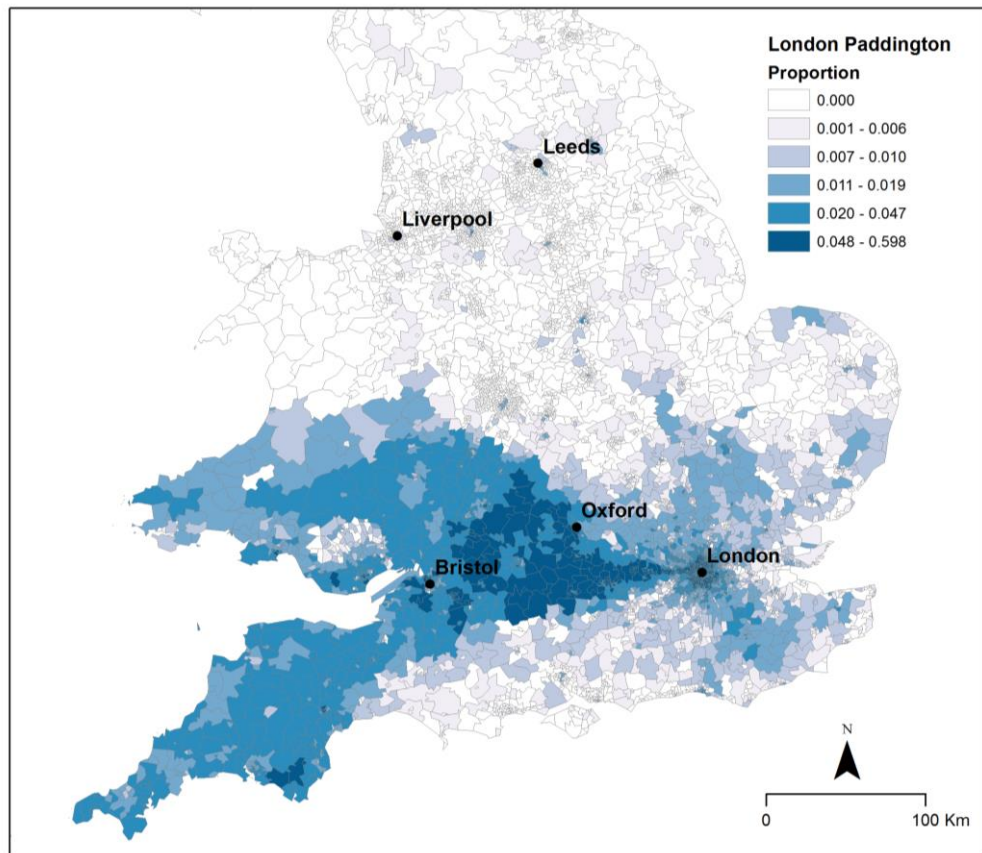 London Paddington
Proportion
0.000
0.001 - 0.006
0.007 - 0.010
0.011 - 0.019
0.020 - 0.047
0.048 - 0.598
Leeds
Liverpool
Oxford
London
Bristol
N
0 100 Km